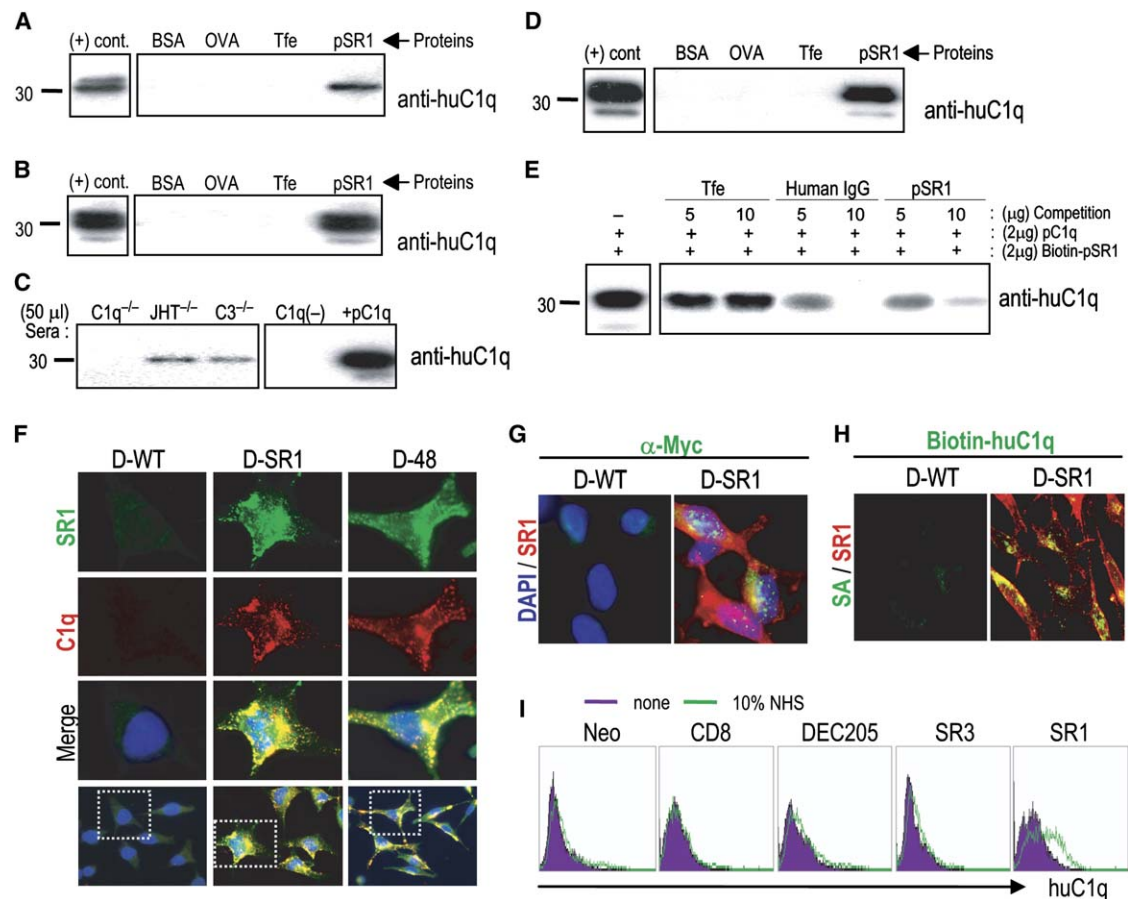 A
(+) cont. BSA OVA Tfe pSR1 ← Proteins
30
anti-huC1q
B
(+) cont. BSA OVA Tfe pSR1 ← Proteins
30
anti-huC1q
C
(50 µl) C1q–/– JHT–/– C3–/– C1q(–) +pC1q
Sera :
30
anti-huC1q
D
(+) cont BSA OVA Tfe pSR1 ← Proteins
30
anti-huC1q
E
Tfe Human IgG pSR1
– 5 10 5 10 5 10 : (µg) Competition
+ + + + + + + : (2µg) pC1q
+ + + + + + + : (2µg) Biotin-pSR1
30
anti-huC1q
F
D-WT D-SR1 D-48
SR1
C1q
Merge
G
α-Myc
D-WT D-SR1
DAPI / SR1
H
Biotin-huC1q
D-WT D-SR1
SA / SR1
I
none 10% NHS
Neo CD8 DEC205 SR3 SR1
huC1q